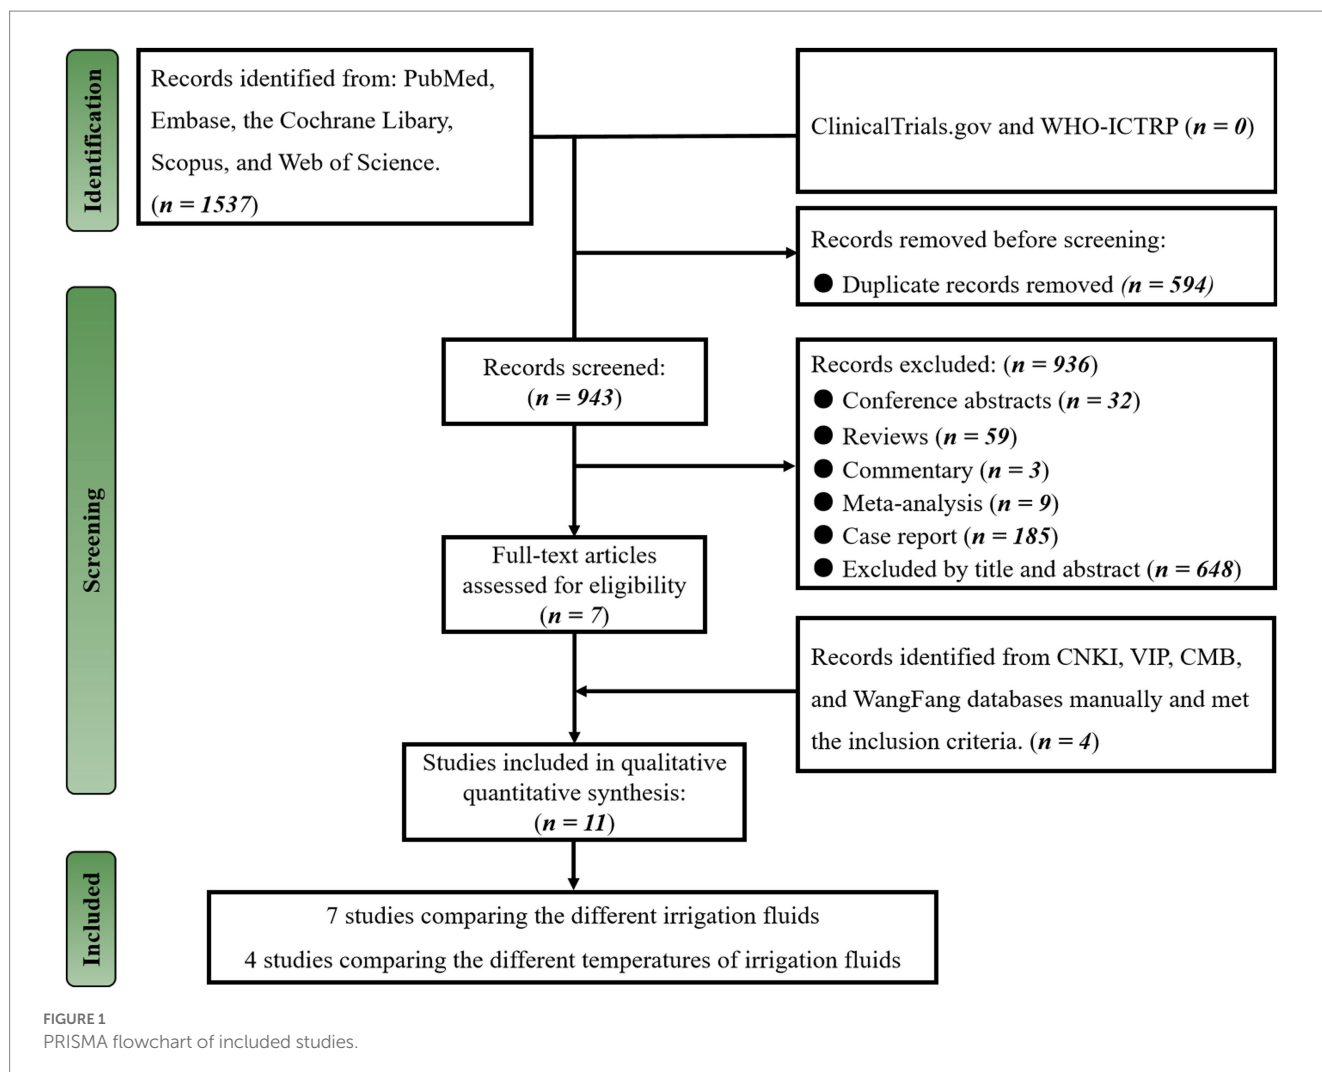 Identification
Records identified from: PubMed,
Embase, the Cochrane Libary,
Scopus, and Web of Science.
(n = 1537)
ClinicalTrials.gov and WHO-ICTRP (n = 0)
Records removed before screening:
● Duplicate records removed (n = 594)
Screening
Records screened:
(n = 943)
Records excluded: (n = 936)
● Conference abstracts (n = 32)
● Reviews (n = 59)
● Commentary (n = 3)
● Meta-analysis (n = 9)
● Case report (n = 185)
● Excluded by title and abstract (n = 648)
Full-text articles
assessed for eligibility
(n = 7)
Records identified from CNKI, VIP, CMB,
and WangFang databases manually and met
the inclusion criteria. (n = 4)
Studies included in qualitative
quantitative synthesis:
(n = 11)
Included
7 studies comparing the different irrigation fluids
4 studies comparing the different temperatures of irrigation fluids
FIGURE 1
PRISMA flowchart of included studies.